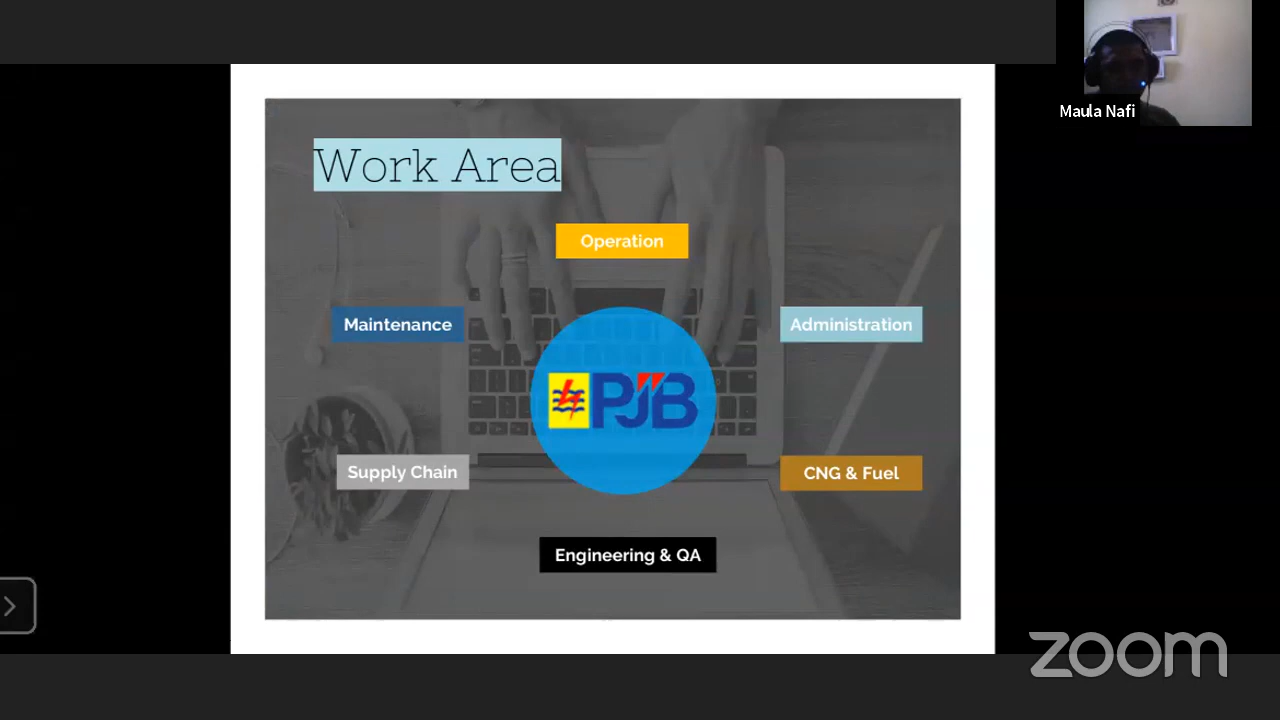 Maula Nafi
Work Area
Operation
Maintenance
Administration
PJB
Supply Chain
CNG & Fuel
Engineering & QA
zoom